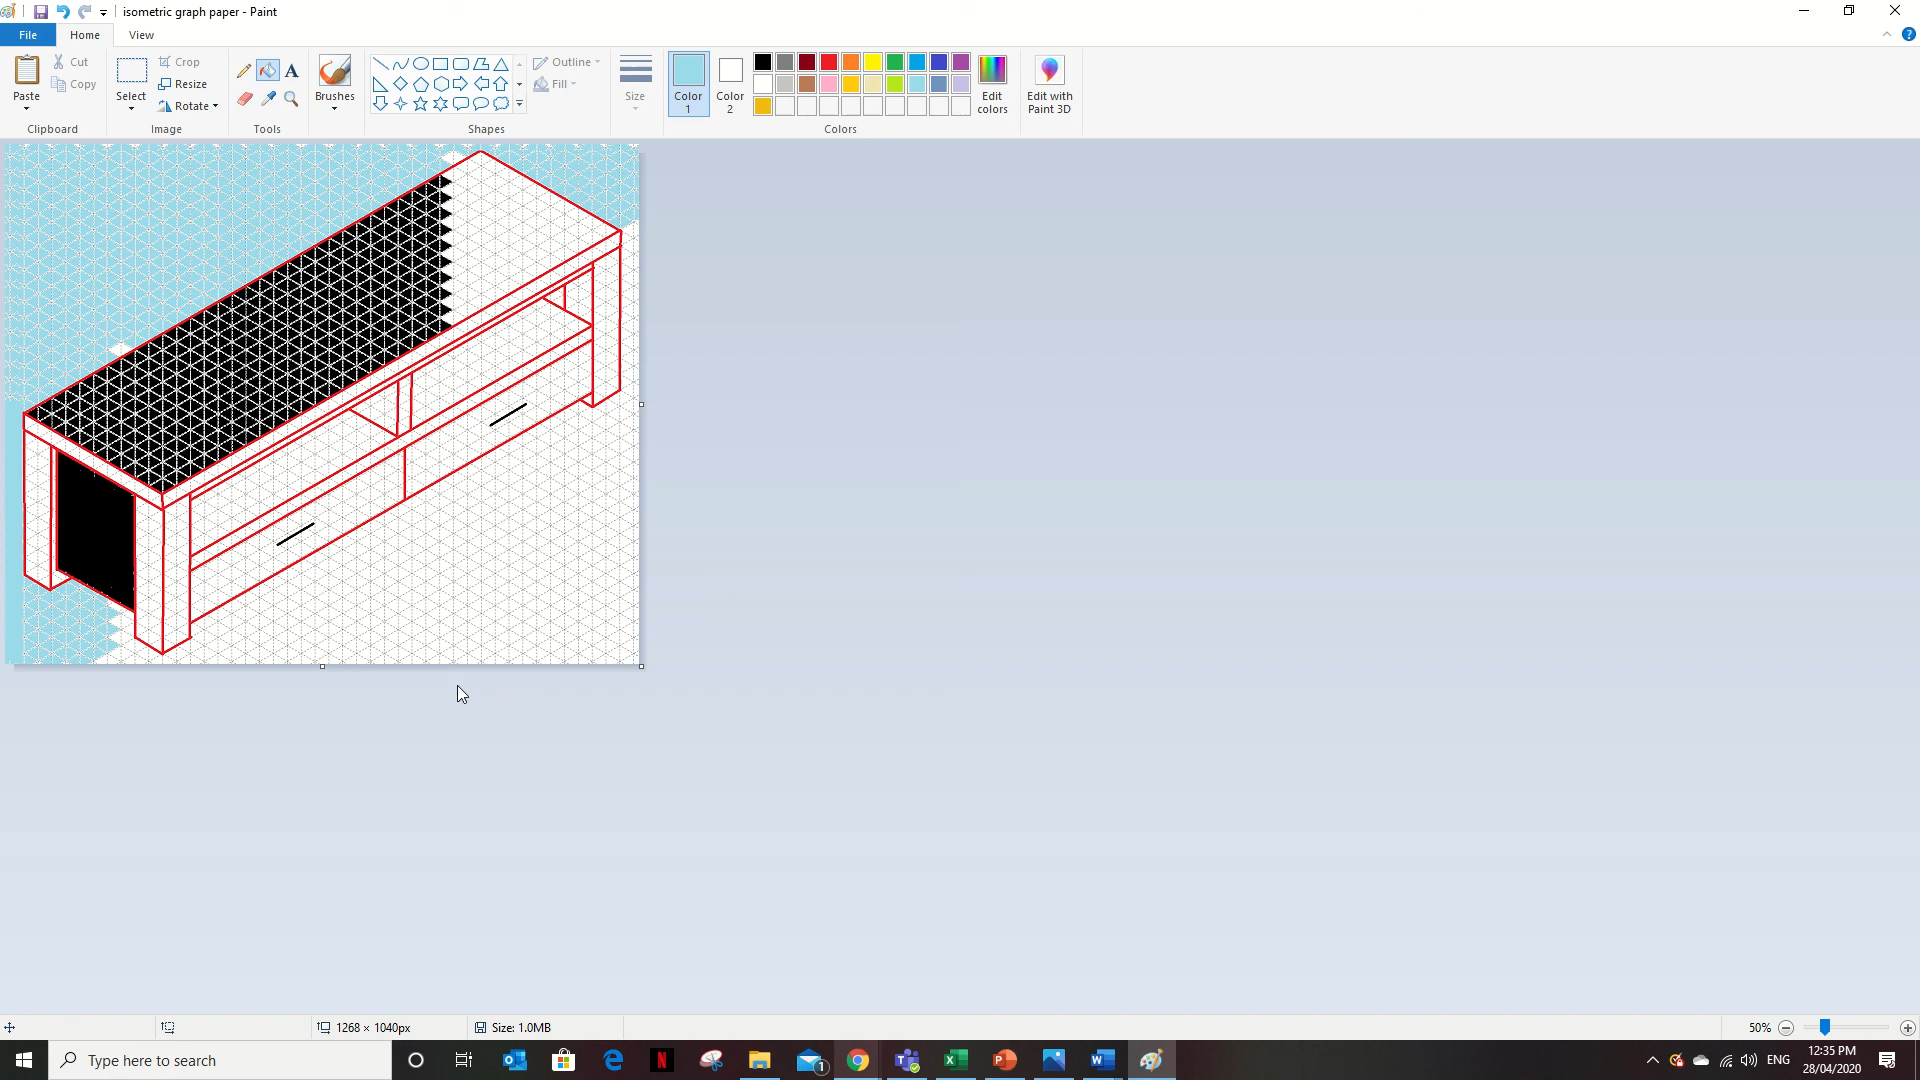 isometric graph paper - Paint
File Home View
Paste
Cut
Copy
Clipboard
Select
Crop
Resize
Rotate
Image
A
Tools
Brushes
Shapes
Outline
Fill
Size
Color 1
Color 2
Edit colors
Edit with Paint 3D
Colors
1268 × 1040px
Size: 1.0MB
50%
Type here to search
1
ENG
12:35 PM
28/04/2020